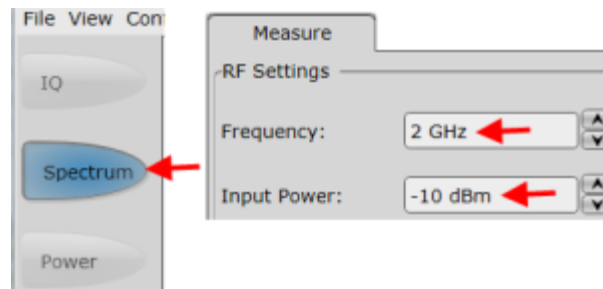 File View Con
IQ
Spectrum
Power
Measure
RF Settings
Frequency: 2 GHz
Input Power: -10 dBm